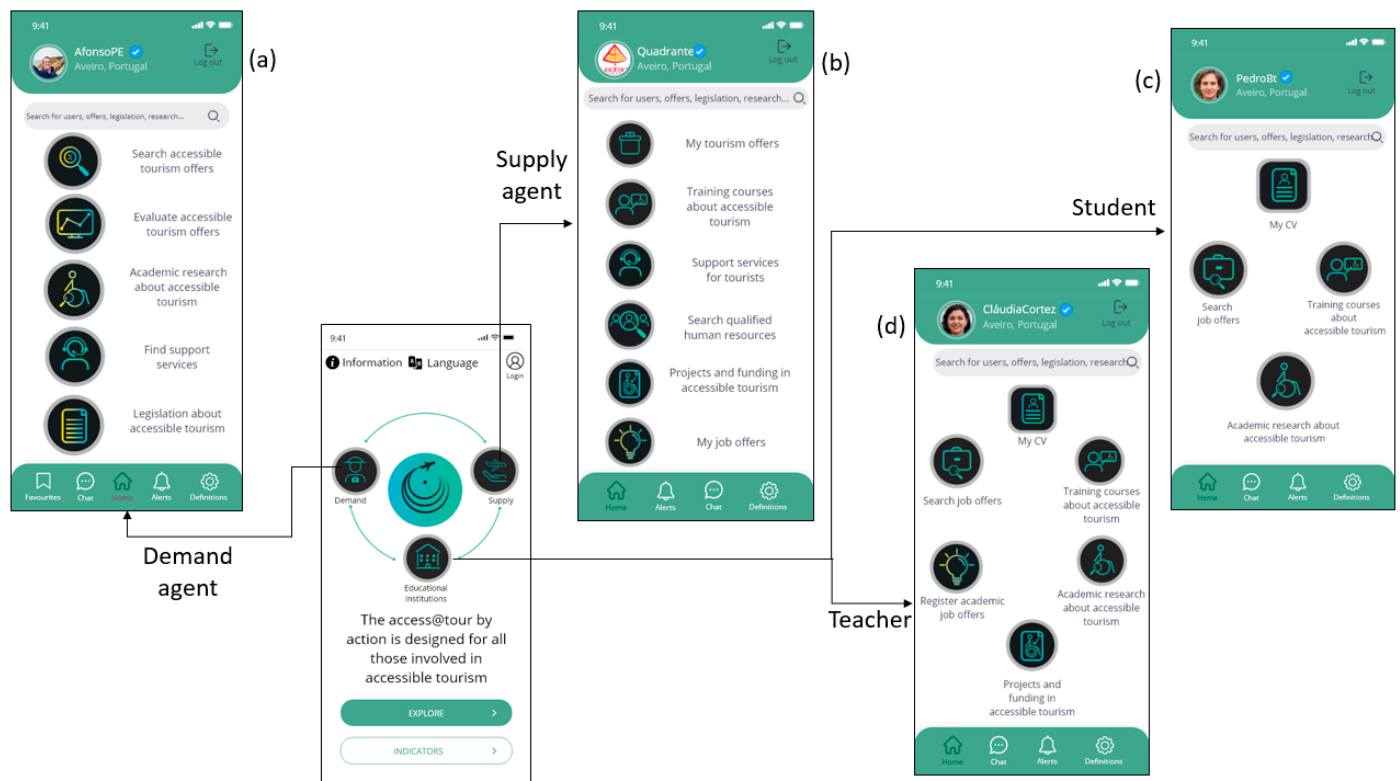 9:41
AfonsoPE
Aveiro, Portugal
Log out
(a)
Search for users, offers, legislation, research...
Search accessible
tourism offers
Evaluate accessible
tourism offers
Academic research
about accessible
tourism
Find support
services
Legislation about
accessible tourism
Favourites
Chat
Home
Alerts
Definitions
Demand
agent
9:41
Information
Language
Login
Demand
Supply
Educational
Institutions
The access@tour by
action is designed for all
those involved in
accessible tourism
EXPLORE
INDICATORS
Supply
agent
9:41
Quadrante
Aveiro, Portugal
Log out
(b)
Search for users, offers, legislation, research...
My tourism offers
Training courses
about accessible
tourism
Support services
for tourists
Search qualified
human resources
Projects and funding in
accessible tourism
My job offers
Home
Alerts
Chat
Definitions
Student
(c)
9:41
PedroBt
Aveiro, Portugal
Log out
Search for users, offers, legislation, research
My CV
Search
job offers
Training courses
about
accessible tourism
Academic research about
accessible tourism
Home
Chat
Alerts
Definitions
Teacher
(d)
9:41
CláudiaCortez
Aveiro, Portugal
Log out
Search for users, offers, legislation, research
My CV
Search job offers
Training courses
about accessible
tourism
Register academic
job offers
Academic research
about accessible
tourism
Projects and
funding in
accessible tourism
Home
Chat
Alerts
Definitions